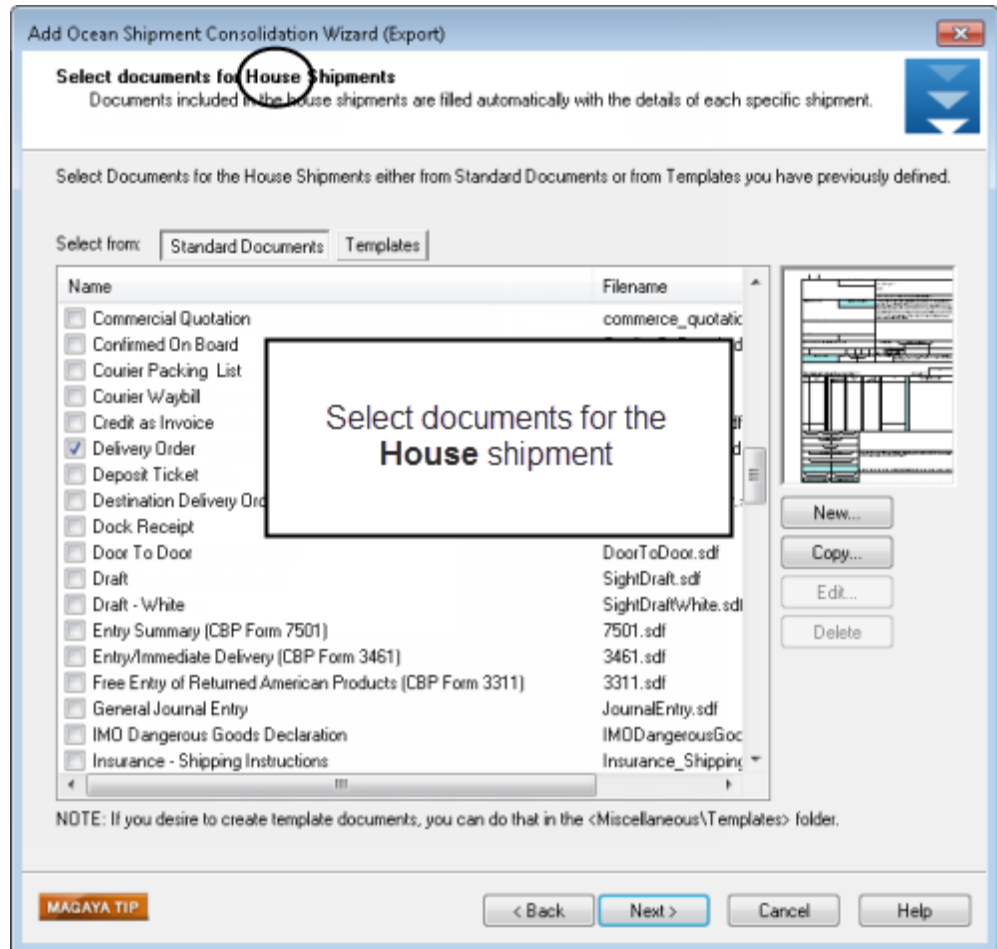 Add Ocean Shipment Consolidation Wizard (Export)
Select documents for House Shipments
Documents included in the house shipments are filled automatically with the details of each specific shipment.
Select Documents for the House Shipments either from Standard Documents or from Templates you have previously defined.
Select from: Standard Documents Templates
Name Filename
Commercial Quotation commerce_quotatic
Confirmed On Board
Courier Packing List
Courier Waybill
Credit as Invoice
Delivery Order
Deposit Ticket
Destination Delivery Ord
Dock Receipt
Select documents for the
House shipment
Door To Door DoorToDoor.sdf
Draft SightDraft.sdf
Draft - White SightDraftWhite.sdf
Entry Summary (CBP Form 7501) 7501.sdf
Entry/Immediate Delivery (CBP Form 3461) 3461.sdf
Free Entry of Returned American Products (CBP Form 3311) 3311.sdf
General Journal Entry JournalEntry.sdf
IMO Dangerous Goods Declaration IMODangerousGoc
Insurance - Shipping Instructions Insurance_Shipping
New...
Copy...
Edit...
Delete
NOTE: If you desire to create template documents, you can do that in the <Miscellaneous\Templates> folder.
MAGAYA TIP
< Back Next > Cancel Help